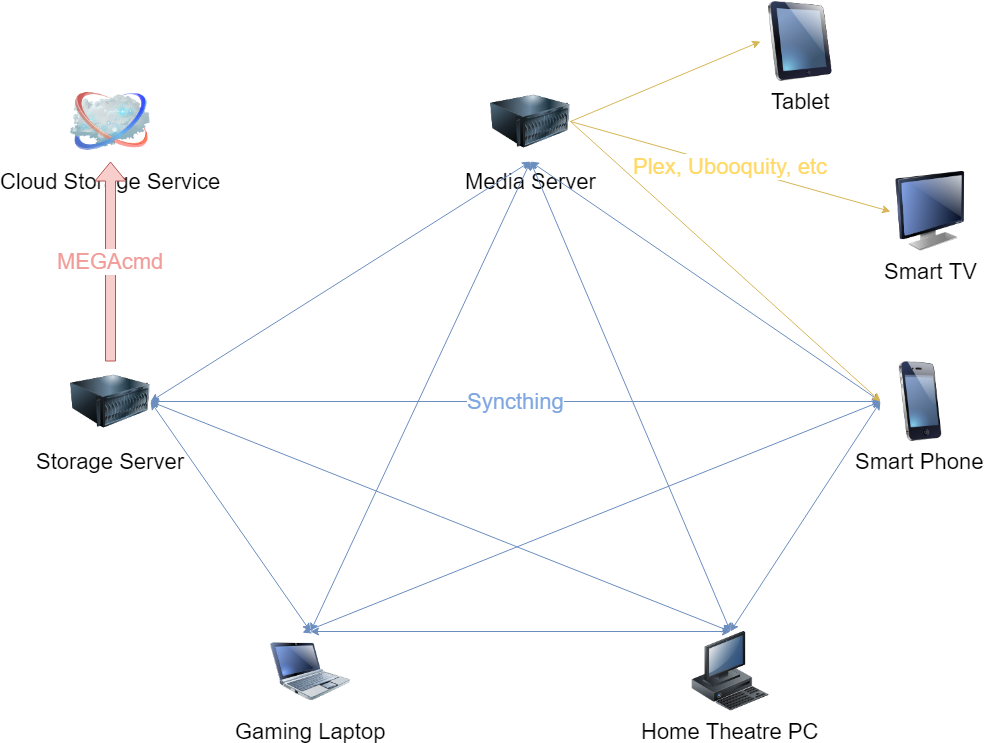 Tablet
Cloud Storage Service
Media Server
Plex, Ubooquity, etc
Smart TV
MEGAcmd
Syncthing
Storage Server
Smart Phone
Gaming Laptop
Home Theatre PC